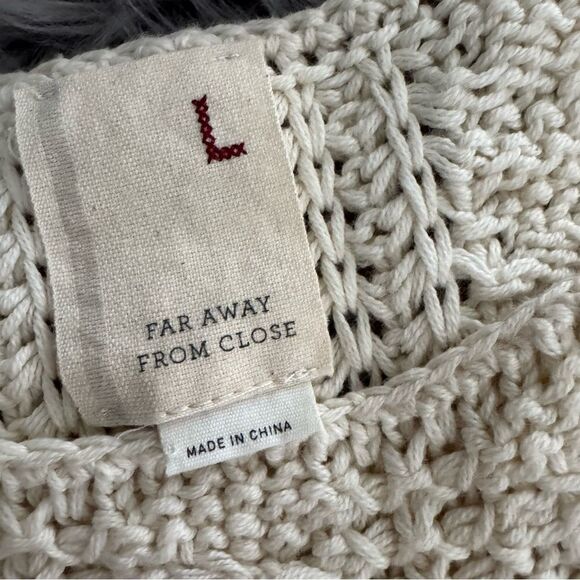 L
FAR AWAY
FROM CLOSE
MADE IN CHINA